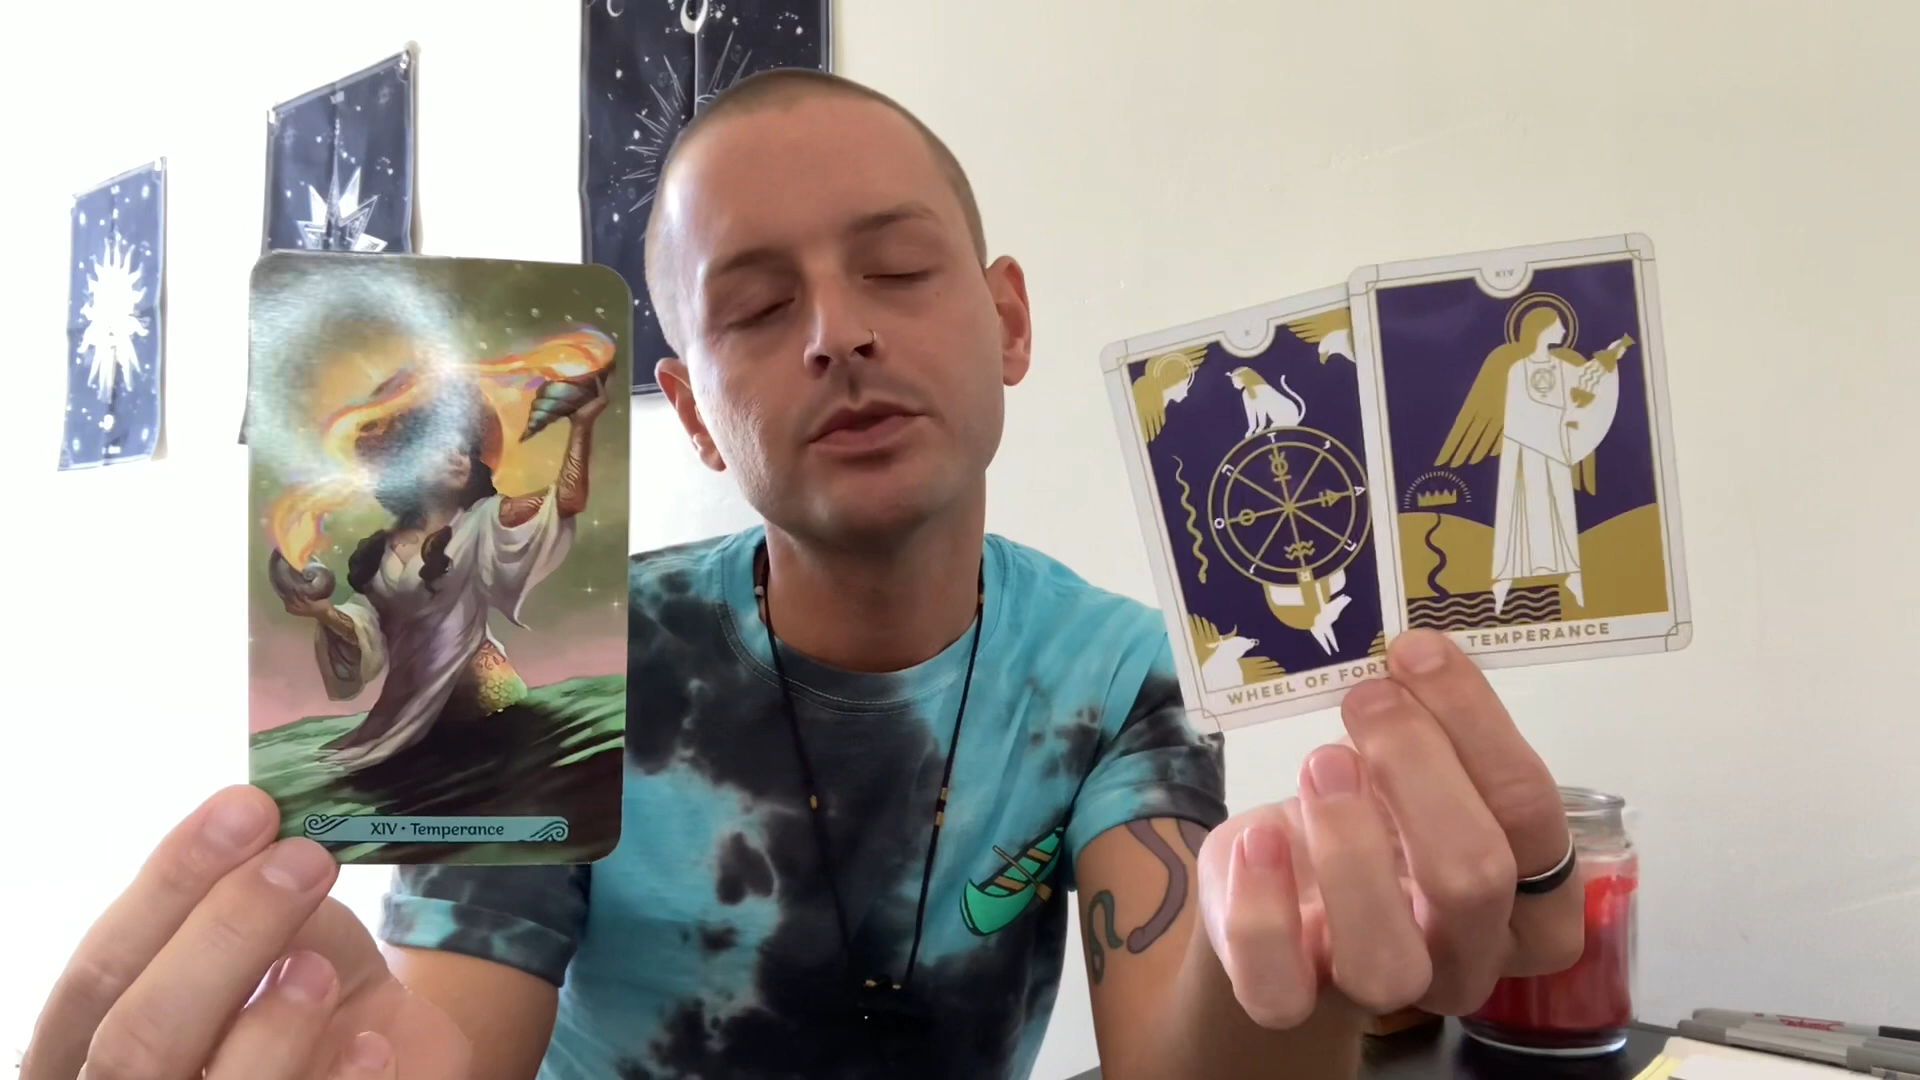 XIV • Temperance
X
WHEEL OF FORT
T
A
R
O
XIV
TEMPERANCE